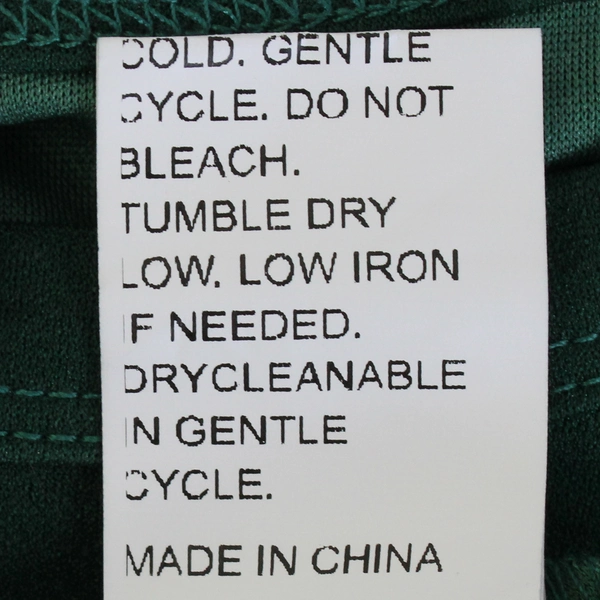 COLD. GENTLE
CYCLE. DO NOT
BLEACH.
TUMBLE DRY
LOW. LOW IRON
IF NEEDED.
DRYCLEANABLE
IN GENTLE
CYCLE.
MADE IN CHINA